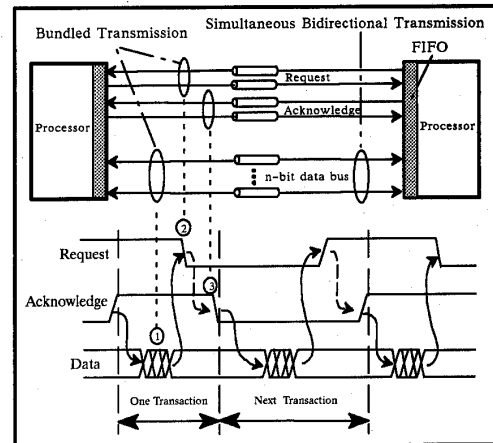 Simultaneous Bidirectional Transmission
Bundled Transmission
FIFO
Request
Acknowledge
Processor
Processor
n-bit data bus
2
Request
3
Acknowledge
1
Data
One Transaction
Next Transaction